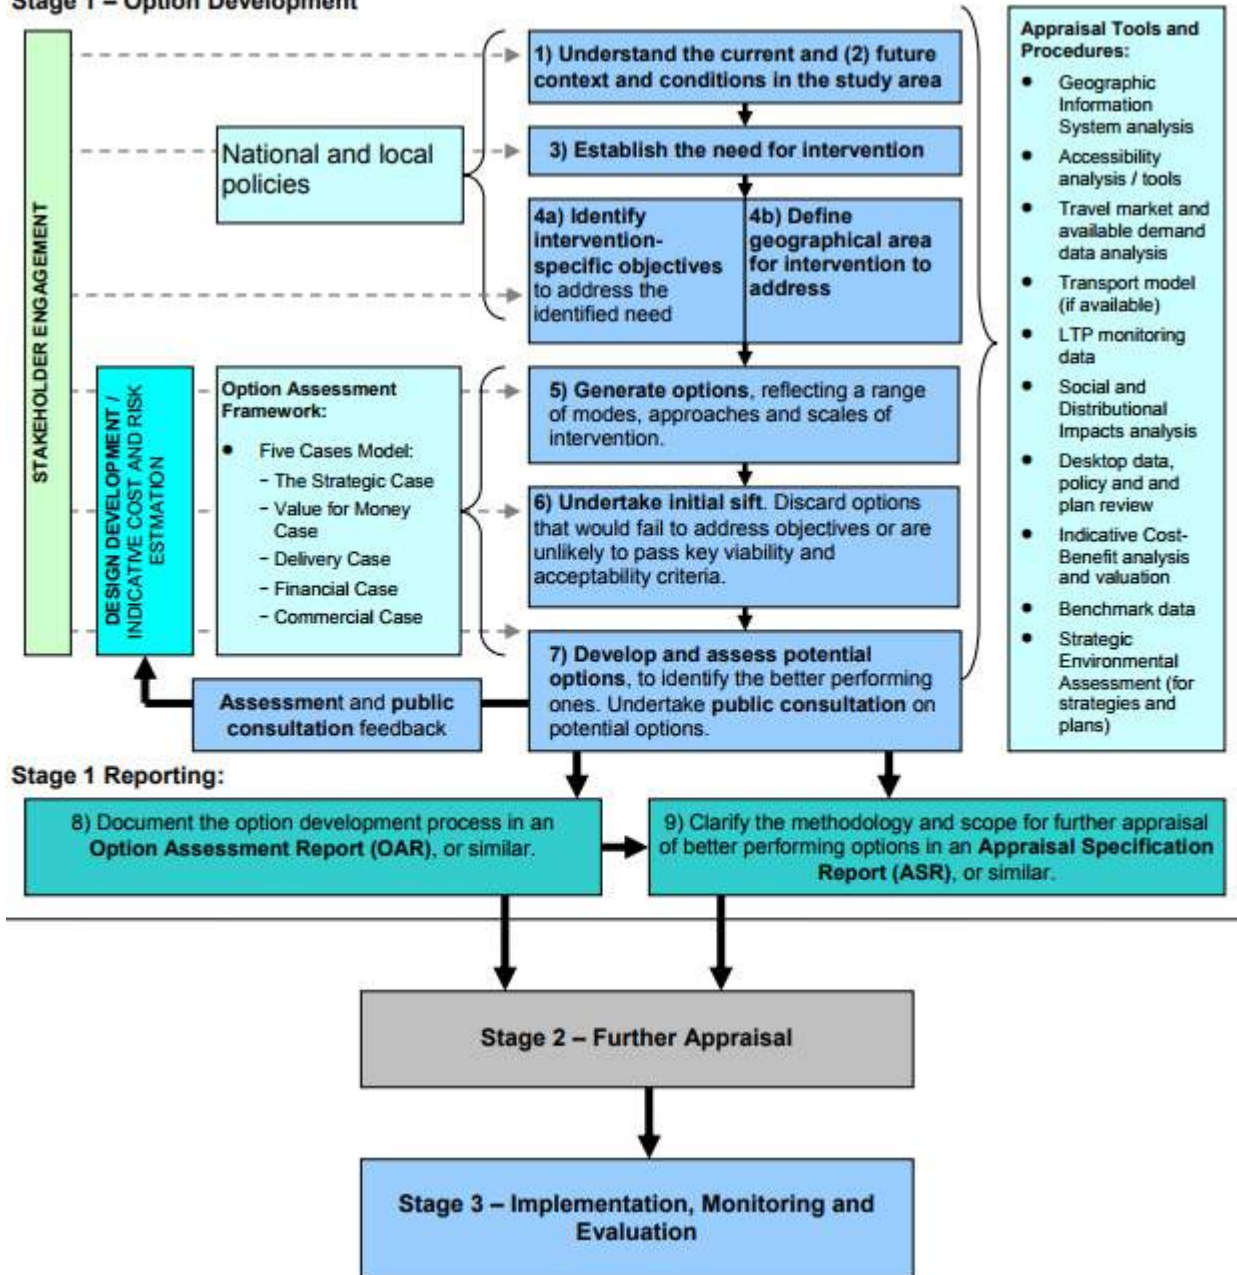 Stage 1 – Option Development
STAKEHOLDER ENGAGEMENT
National and local
policies
1) Understand the current and (2) future
context and conditions in the study area
3) Establish the need for intervention
4a) Identify
intervention-
specific objectives
to address the
identified need
4b) Define
geographical area
for intervention to
address
DESIGN DEVELOPMENT /
INDICATIVE COST AND RISK
ESTMATION
Option Assessment
Framework:
● Five Cases Model:
− The Strategic Case
− Value for Money
Case
− Delivery Case
− Financial Case
− Commercial Case
5) Generate options, reflecting a range
of modes, approaches and scales of
intervention.
6) Undertake initial sift. Discard options
that would fail to address objectives or are
unlikely to pass key viability and
acceptability criteria.
7) Develop and assess potential
options, to identify the better performing
ones. Undertake public consultation on
potential options.
Assessment and public
consultation feedback
Appraisal Tools and
Procedures:
● Geographic
Information
System analysis
● Accessibility
analysis / tools
● Travel market and
available demand
data analysis
● Transport model
(if available)
● LTP monitoring
data
● Social and
Distributional
Impacts analysis
● Desktop data,
policy and and
plan review
● Indicative Cost-
Benefit analysis
and valuation
● Benchmark data
● Strategic
Environmental
Assessment (for
strategies and
plans)
Stage 1 Reporting:
8) Document the option development process in an
Option Assessment Report (OAR), or similar.
9) Clarify the methodology and scope for further appraisal
of better performing options in an Appraisal Specification
Report (ASR), or similar.
Stage 2 – Further Appraisal
Stage 3 – Implementation, Monitoring and
Evaluation